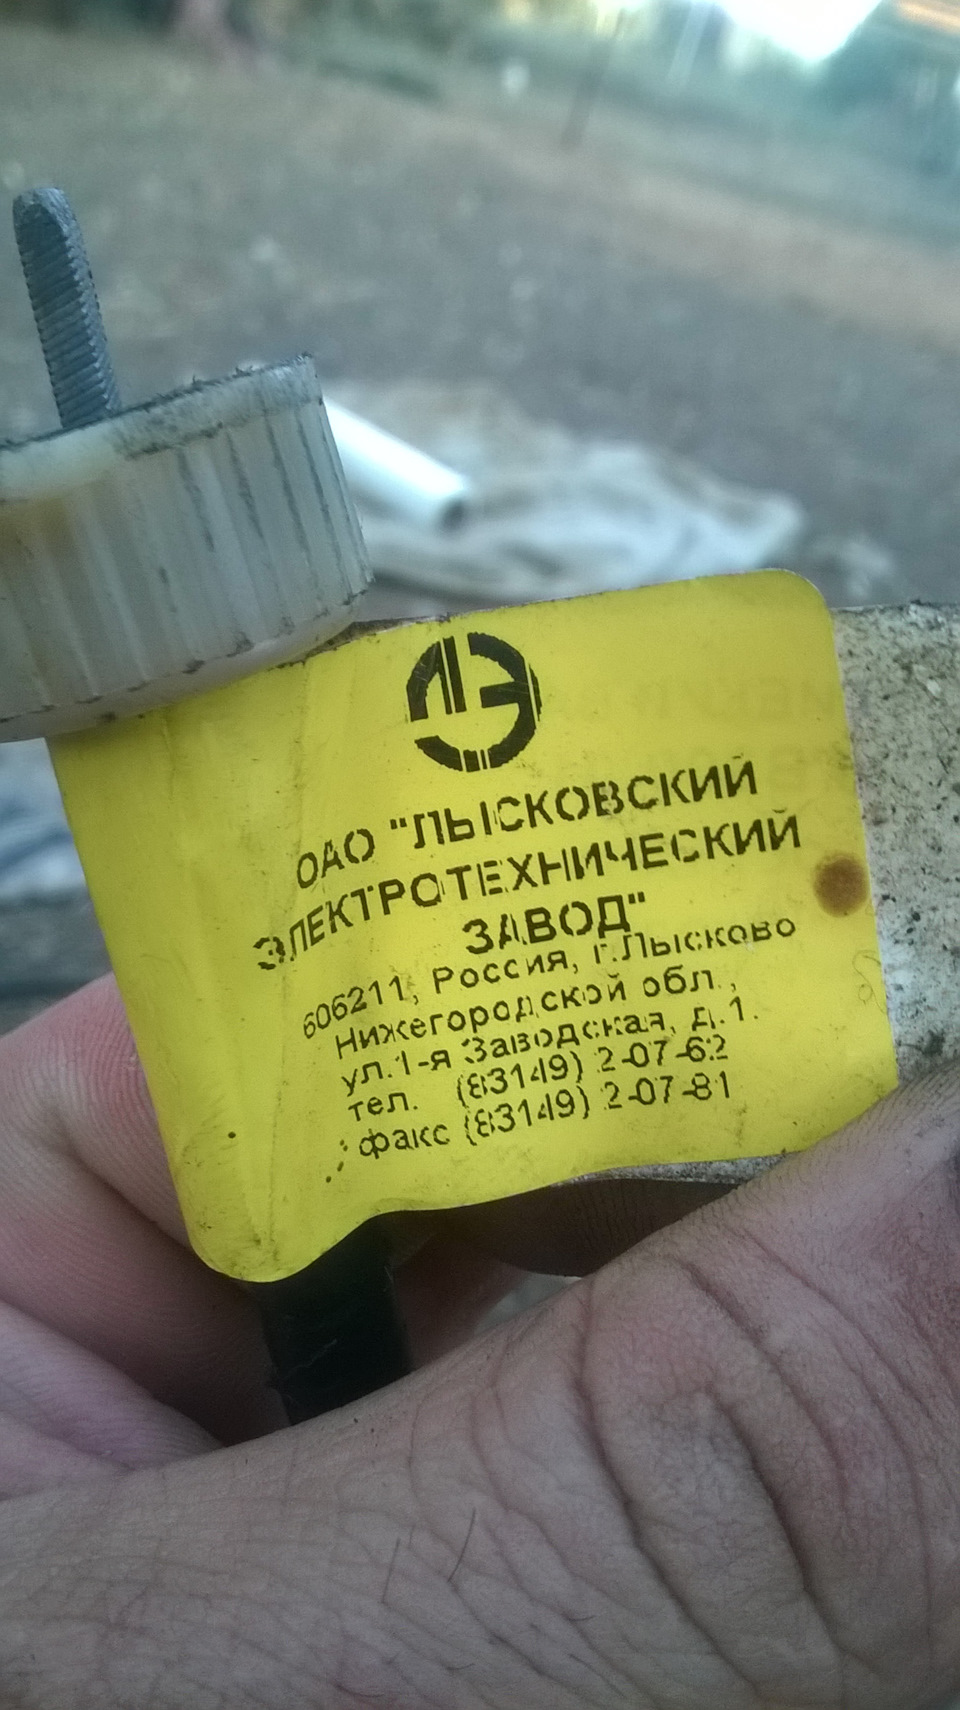 ЛЭ
ОАО "ЛЫСКОВСКИЙ
ЭЛЕКТРОТЕХНИЧЕСКИЙ
ЗАВОД"
606211, Россия, г.Лысково
Нижегородской обл.,
ул.1-я Заводская, д.1.
тел. (83149) 2-07-62
факс (83149) 2-07-81